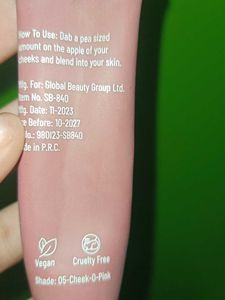 How To Use: Dab a pea sized
amount on the apple of your
cheeks and blend into your skin.
Mfg. For: Global Beauty Group Ltd.
Item No. SB-840
Mfg. Date: 11-2023
Before: 10-2027
No.: 980123-SB840
Made in P.R.C.
Vegan
Cruelty Free
Shade: 05-Cheek-O-Pink